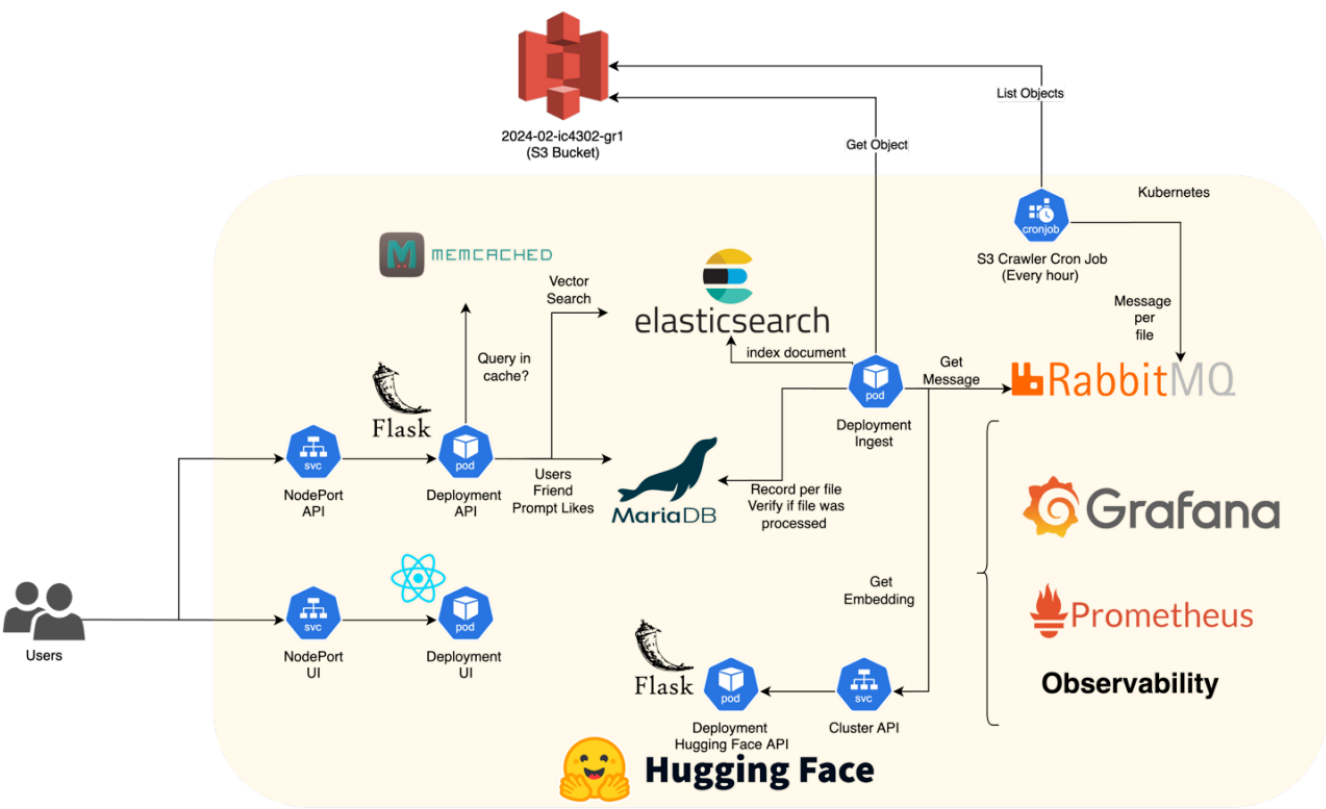 2024-02-ic4302-gr1
(S3 Bucket)
List Objects
Get Object
Kubernetes
cronjob
S3 Crawler Cron Job
(Every hour)
MEMCACHED
Vector
Search
elasticsearch
index document
Message
per
file
Query in
cache?
Get
Message
RabbitMQ
pod
Deployment
Ingest
Flask
svc
NodePort
API
pod
Deployment
API
Users
Friend
Prompt Likes
MariaDB
Record per file
Verify if file was
processed
Grafana
Get
Embedding
Prometheus
Users
svc
NodePort
UI
pod
Deployment
UI
Flask
pod
Deployment
Hugging Face API
svc
Cluster API
Observability
Hugging Face